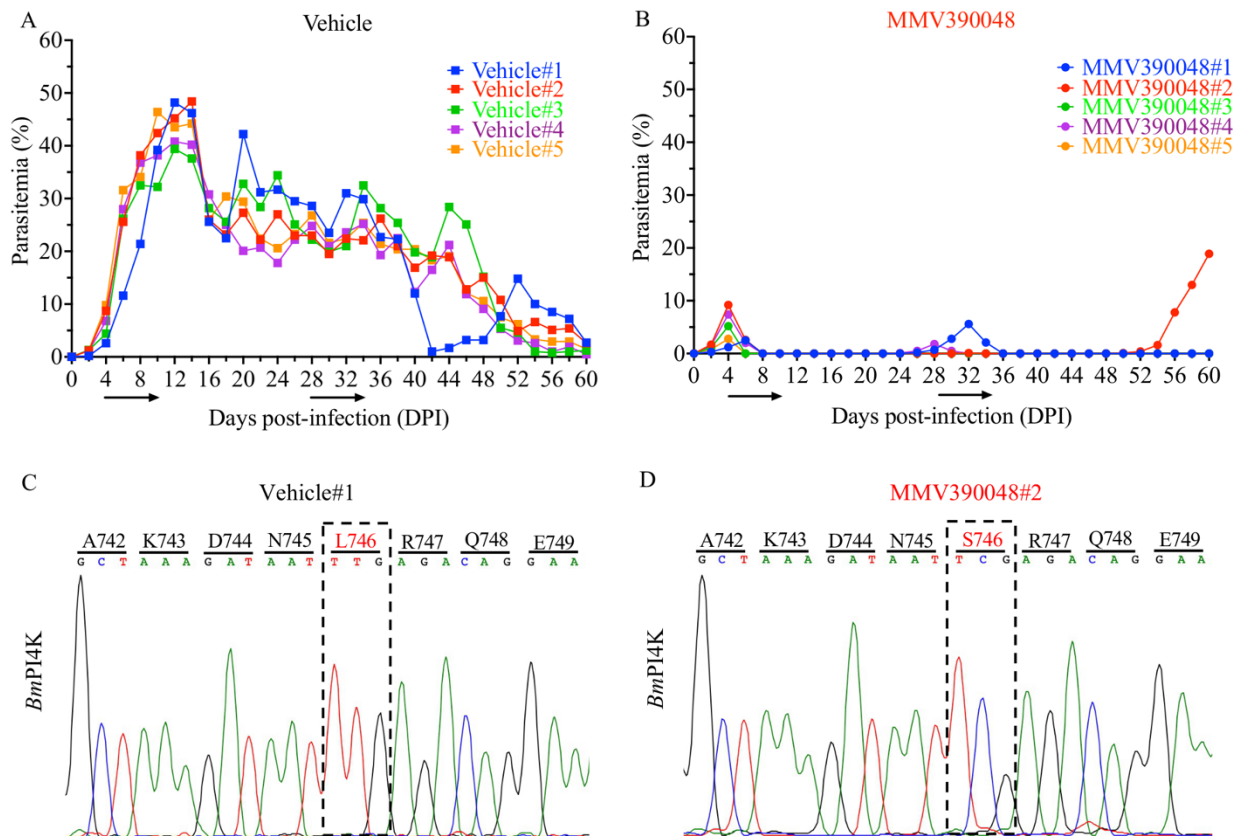 A
Vehicle
60
50
40
30
20
10
0
Parasitemia (%)
Vehicle#1
Vehicle#2
Vehicle#3
Vehicle#4
Vehicle#5
0 4 8 12 16 20 24 28 32 36 40 44 48 52 56 60
Days post-infection (DPI)
B
MMV390048
60
50
40
30
20
10
0
Parasitemia (%)
MMV390048#1
MMV390048#2
MMV390048#3
MMV390048#4
MMV390048#5
0 4 8 12 16 20 24 28 32 36 40 44 48 52 56 60
Days post-infection (DPI)
C
Vehicle#1
A742 K743 D744 N745 L746 R747 Q748 E749
G C T A A A G A T A A T T T G A G A C A G G A A
BmPI4K
D
MMV390048#2
A742 K743 D744 N745 S746 R747 Q748 E749
G C T A A A G A T A A T T C G A G A C A G G A A
BmPI4K